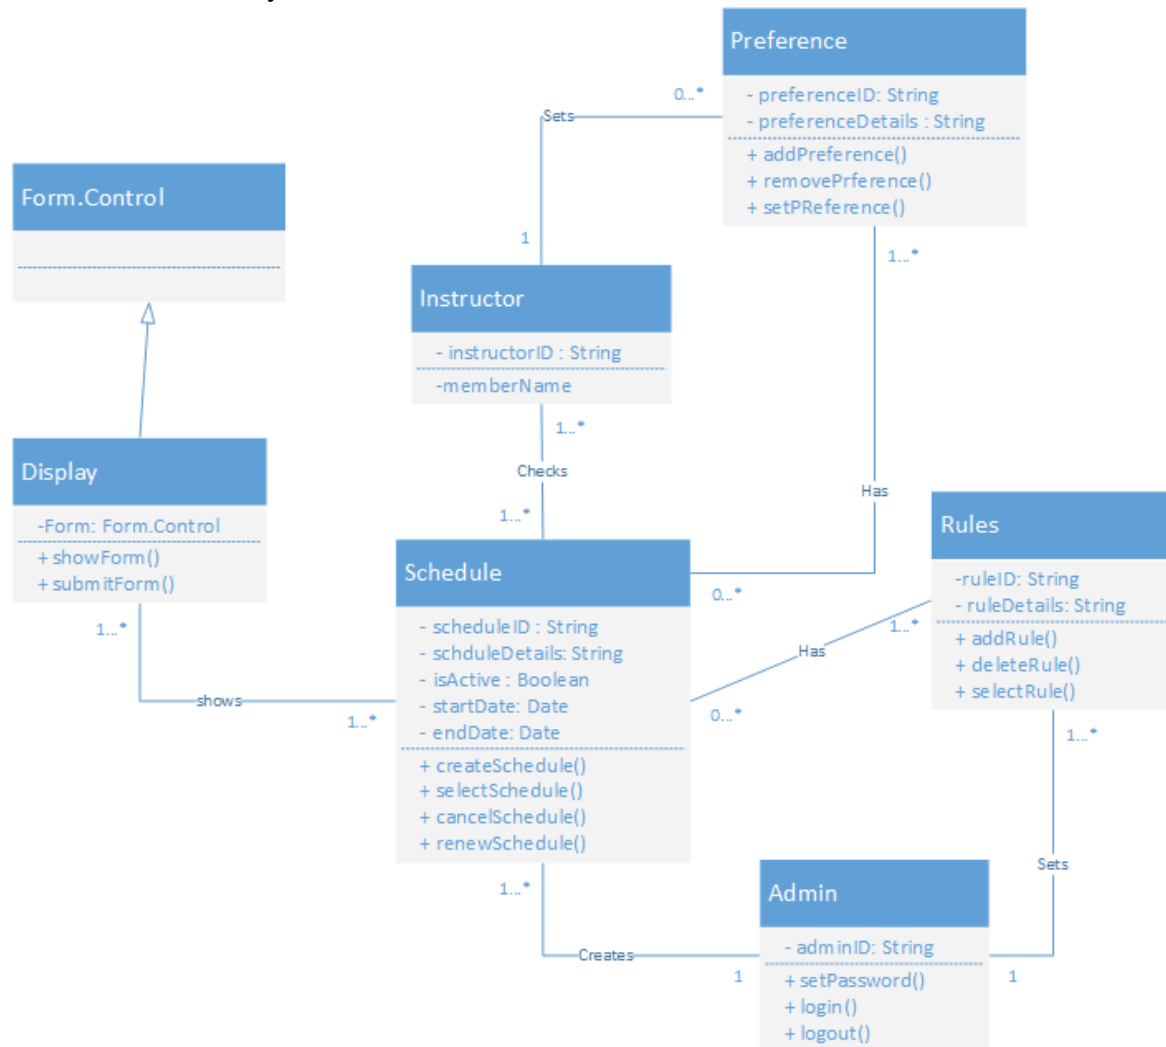 Preference
- preferenceID: String
- preferenceDetails : String
+ addPreference()
+ removePrference()
+ setPReference()
0...*
Sets
1
1...*
Form.Control
Instructor
- instructorID : String
-memberName
1...*
Checks
1...*
Display
-Form: Form.Control
+ showForm()
+ submitForm()
1...*
shows
1...*
Has
0...*
Schedule
- scheduleID : String
- schduleDetails: String
- isActive : Boolean
- startDate: Date
- endDate: Date
+ createSchedule()
+ selectSchedule()
+ cancelSchedule()
+ renewSchedule()
Rules
-ruleID: String
- ruleDetails: String
+ addRule()
+ deleteRule()
+ selectRule()
1...*
Has
0...*
1...*
Sets
1
1...*
Creates
1
Admin
- adminID: String
+ setPassword()
+ login()
+ logout()